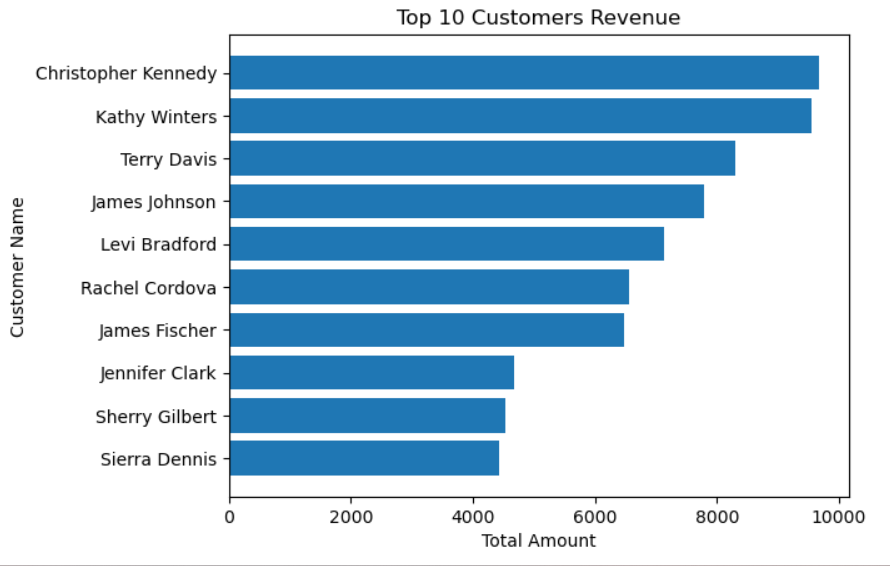 Top 10 Customers Revenue
Customer Name
Christopher Kennedy
Kathy Winters
Terry Davis
James Johnson
Levi Bradford
Rachel Cordova
James Fischer
Jennifer Clark
Sherry Gilbert
Sierra Dennis
0 2000 4000 6000 8000 10000
Total Amount